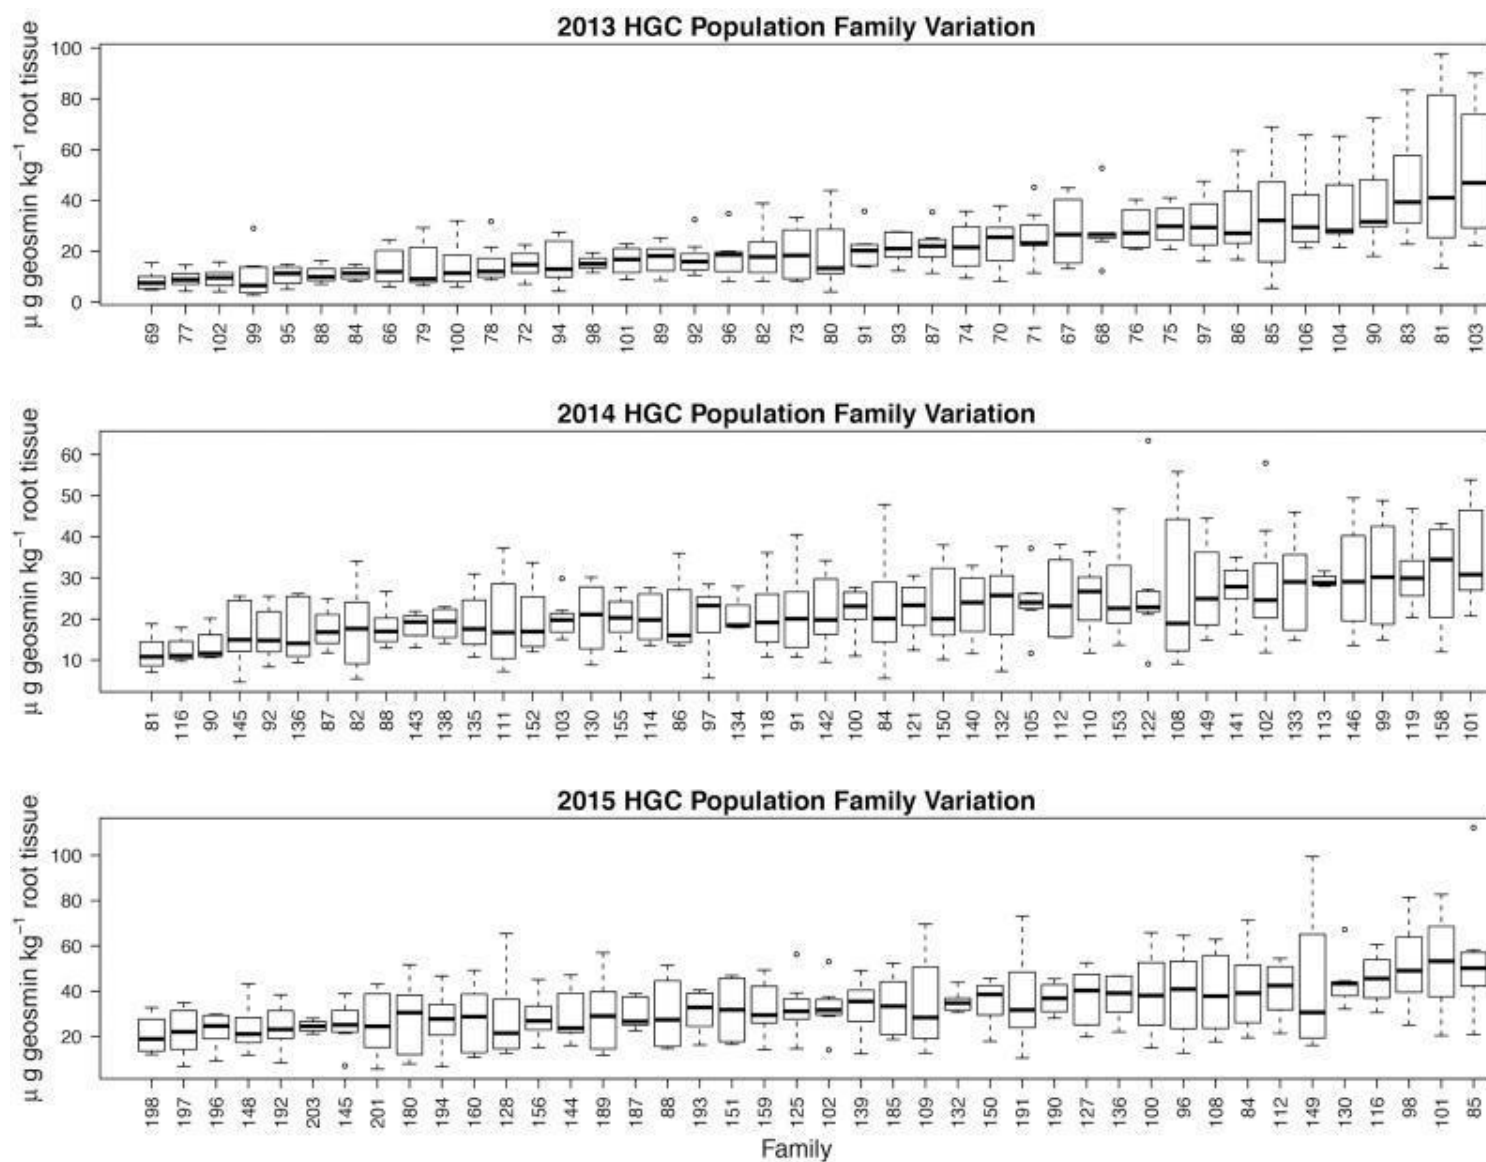 2013 HGC Population Family Variation
µ g geosmin kg⁻¹ root tissue
100
80
60
40
20
0
69 77 102 99 95 88 84 66 79 100 78 72 94 98 101 89 92 96 82 73 80 91 93 87 74 70 71 67 68 76 75 97 86 85 106 104 90 83 81 103
2014 HGC Population Family Variation
µ g geosmin kg⁻¹ root tissue
60
50
40
30
20
10
81 116 90 145 92 136 87 82 88 143 138 135 111 152 103 130 155 114 86 97 134 118 91 142 100 84 121 150 140 132 105 112 110 153 122 108 149 141 102 133 113 146 99 119 158 101
2015 HGC Population Family Variation
µ g geosmin kg⁻¹ root tissue
100
80
60
40
20
198 197 196 148 192 203 145 201 180 194 160 128 156 144 189 187 88 193 151 159 125 102 139 185 109 132 150 191 190 127 136 100 96 108 84 112 149 130 116 98 101 85
Family